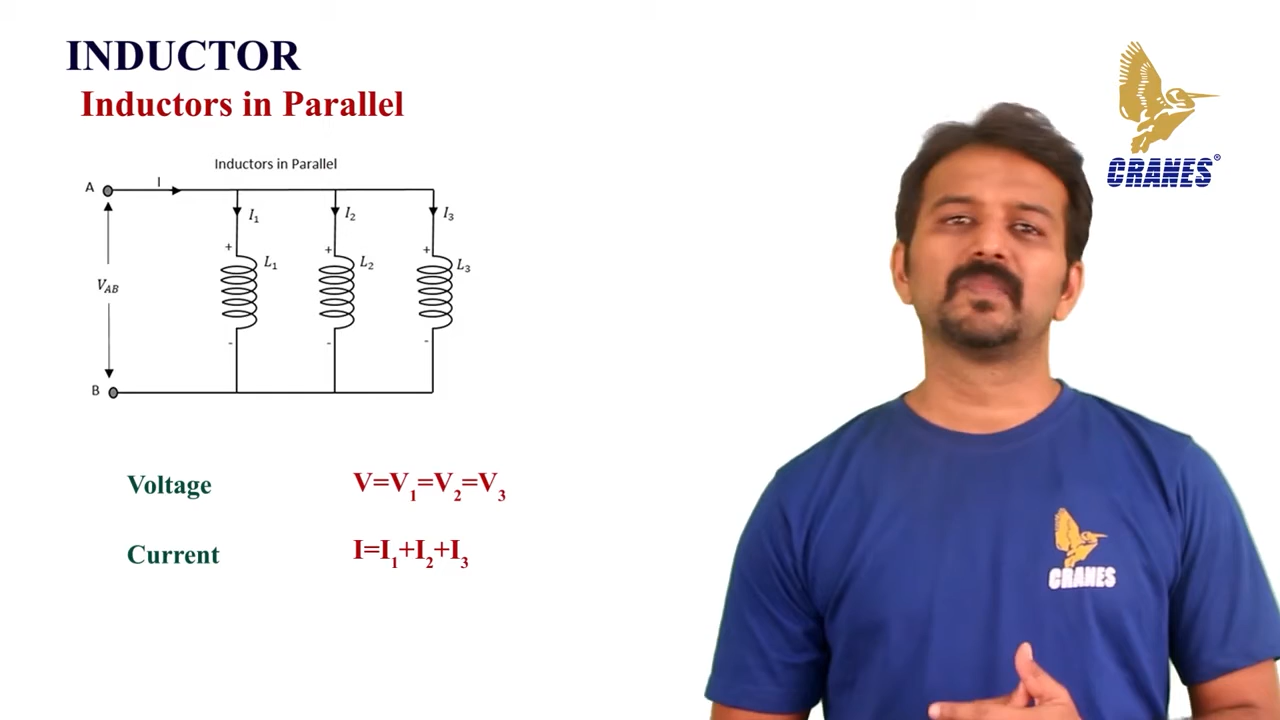 INDUCTOR
Inductors in Parallel
CRANES®
Inductors in Parallel
A
I
I₁
I₂
I₃
+
+
+
L₁
L₂
L₃
V_AB
-
-
-
B
Voltage V=V₁=V₂=V₃
Current I=I₁+I₂+I₃
CRANES